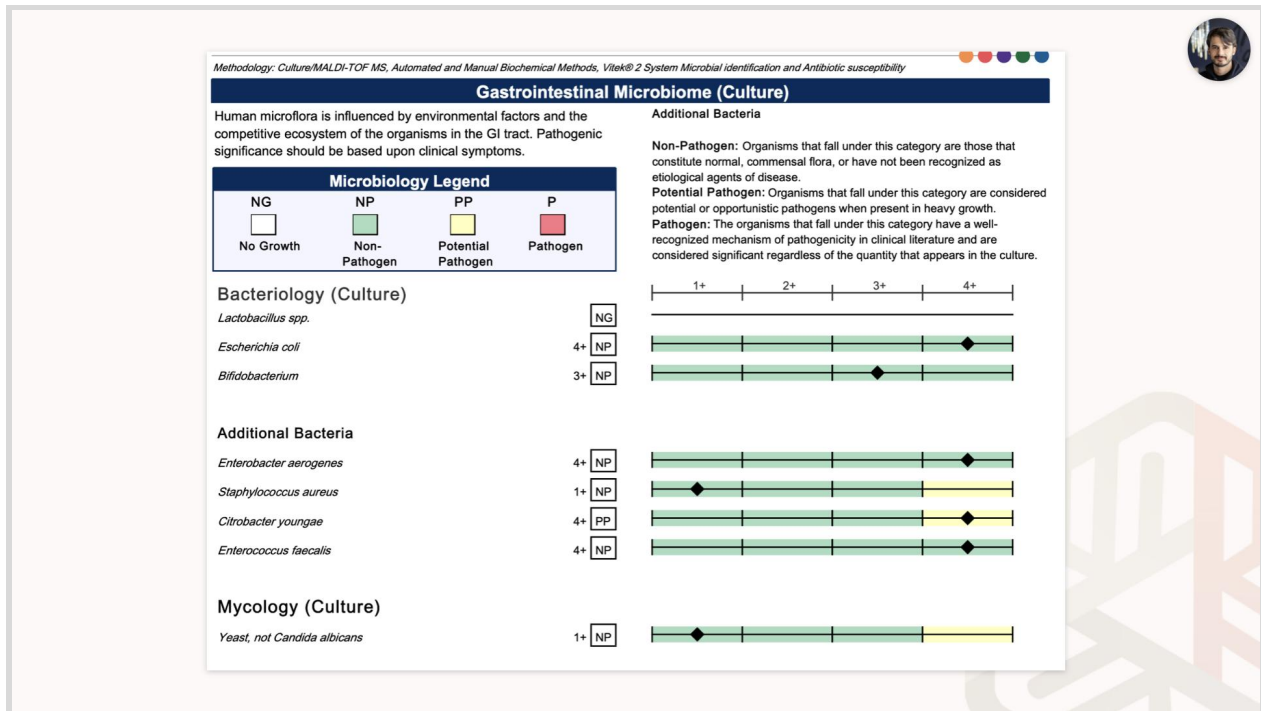 Methodology: Culture/MALDI-TOF MS, Automated and Manual Biochemical Methods, Vitek® 2 System Microbial identification and Antibiotic susceptibility
Gastrointestinal Microbiome (Culture)
Human microflora is influenced by environmental factors and the
competitive ecosystem of the organisms in the GI tract. Pathogenic
significance should be based upon clinical symptoms.
Microbiology Legend
NG NP PP P
No Growth Non- Potential Pathogen
Pathogen Pathogen
Additional Bacteria
Non-Pathogen: Organisms that fall under this category are those that
constitute normal, commensal flora, or have not been recognized as
etiological agents of disease.
Potential Pathogen: Organisms that fall under this category are considered
potential or opportunistic pathogens when present in heavy growth.
Pathogen: The organisms that fall under this category have a well-
recognized mechanism of pathogenicity in clinical literature and are
considered significant regardless of the quantity that appears in the culture.
Bacteriology (Culture)
1+ 2+ 3+ 4+
Lactobacillus spp. NG
Escherichia coli 4+ NP
Bifidobacterium 3+ NP
Additional Bacteria
Enterobacter aerogenes 4+ NP
Staphylococcus aureus 1+ NP
Citrobacter youngae 4+ PP
Enterococcus faecalis 4+ NP
Mycology (Culture)
Yeast, not Candida albicans 1+ NP